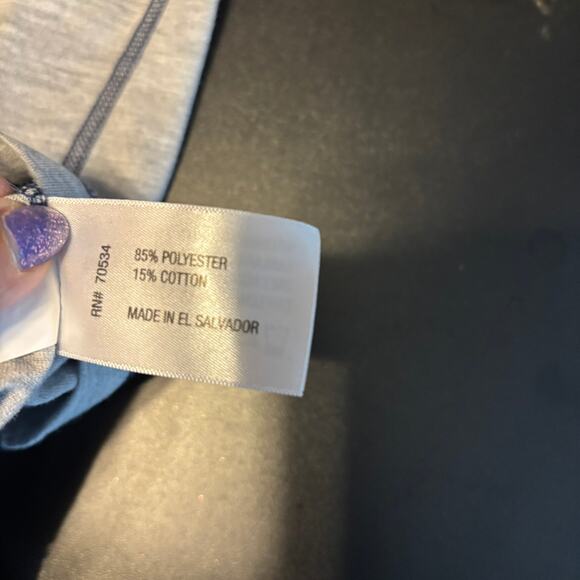 RN# 70534
85% POLYESTER
15% COTTON
MADE IN EL SALVADOR